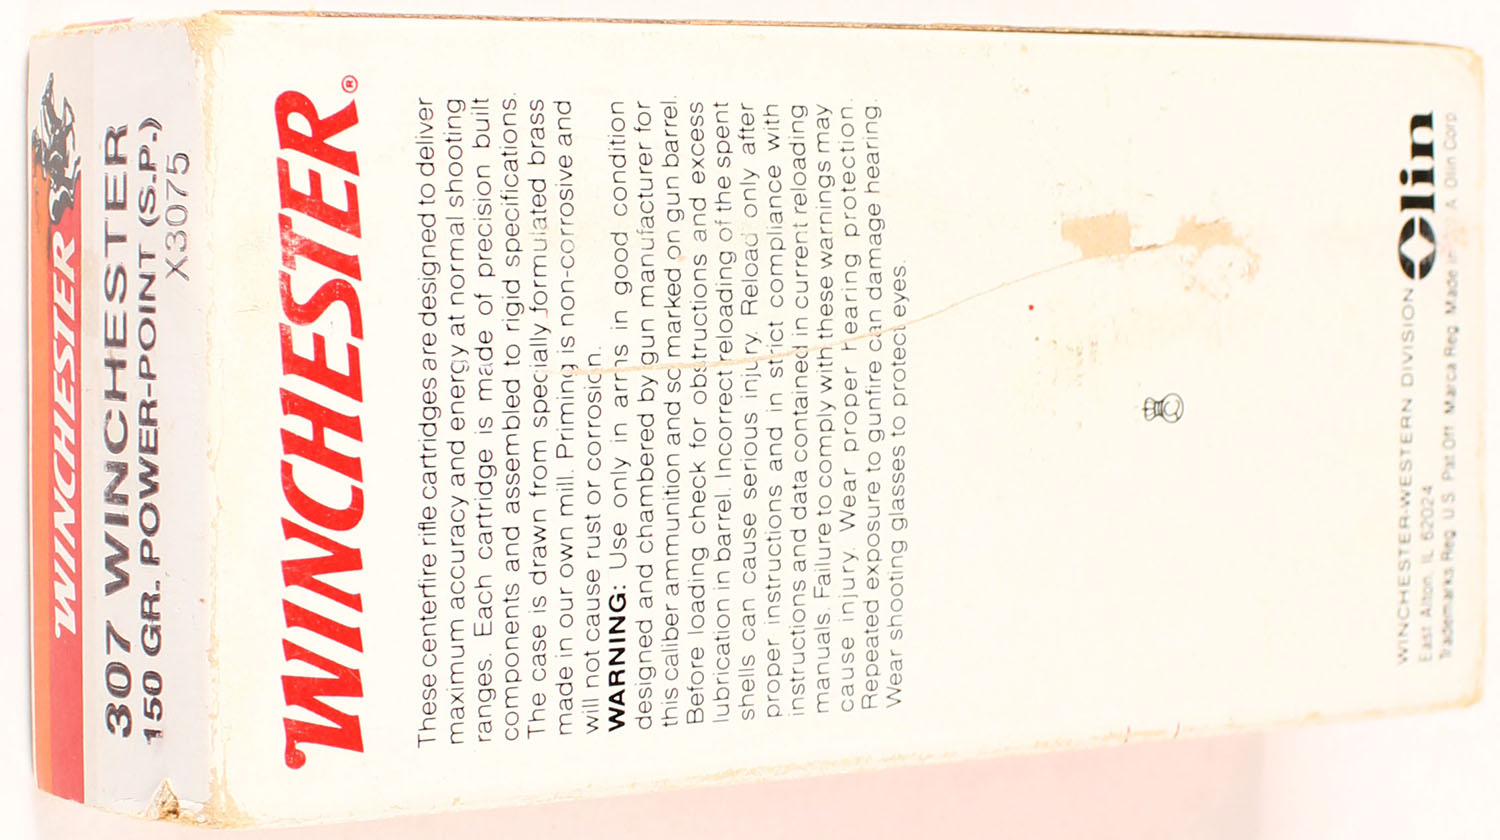 WINCHESTER
307 WINCHESTER
150 GR. POWER-POINT (S.P.)
X3075
WINCHESTER®
These centerfire rifle cartridges are designed to deliver
maximum accuracy and energy at normal shooting
ranges. Each cartridge is made of precision built
components and assembled to rigid specifications.
The case is drawn from specially formulated brass
made in our own mill. Priming is non-corrosive and
will not cause rust or corrosion.
WARNING: Use only in arms in good condition
designed and chambered by gun manufacturer for
this caliber ammunition and so marked on gun barrel.
Before loading check for obstructions and excess
lubrication in barrel. Incorrect reloading of the spent
shells can cause serious injury. Reload only after
proper instructions and in strict compliance with
instructions and data contained in current reloading
manuals. Failure to comply with these warnings may
cause injury. Wear proper hearing protection.
Repeated exposure to gunfire can damage hearing.
Wear shooting glasses to protect eyes.
WINCHESTER-WESTERN DIVISION Olin
East Alton, IL 62024
Trademarks Reg. U.S. Pat Off. Marca Reg. Made in A Olin Corp